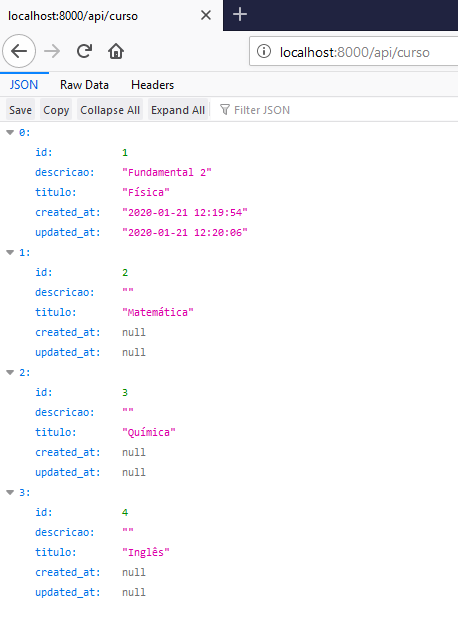 localhost:8000/api/curso
localhost:8000/api/curso
JSON Raw Data Headers
Save Copy Collapse All Expand All Filter JSON
0:
id: 1
descricao: "Fundamental 2"
titulo: "Física"
created_at: "2020-01-21 12:19:54"
updated_at: "2020-01-21 12:20:06"
1:
id: 2
descricao: ""
titulo: "Matemática"
created_at: null
updated_at: null
2:
id: 3
descricao: ""
titulo: "Química"
created_at: null
updated_at: null
3:
id: 4
descricao: ""
titulo: "Inglês"
created_at: null
updated_at: null